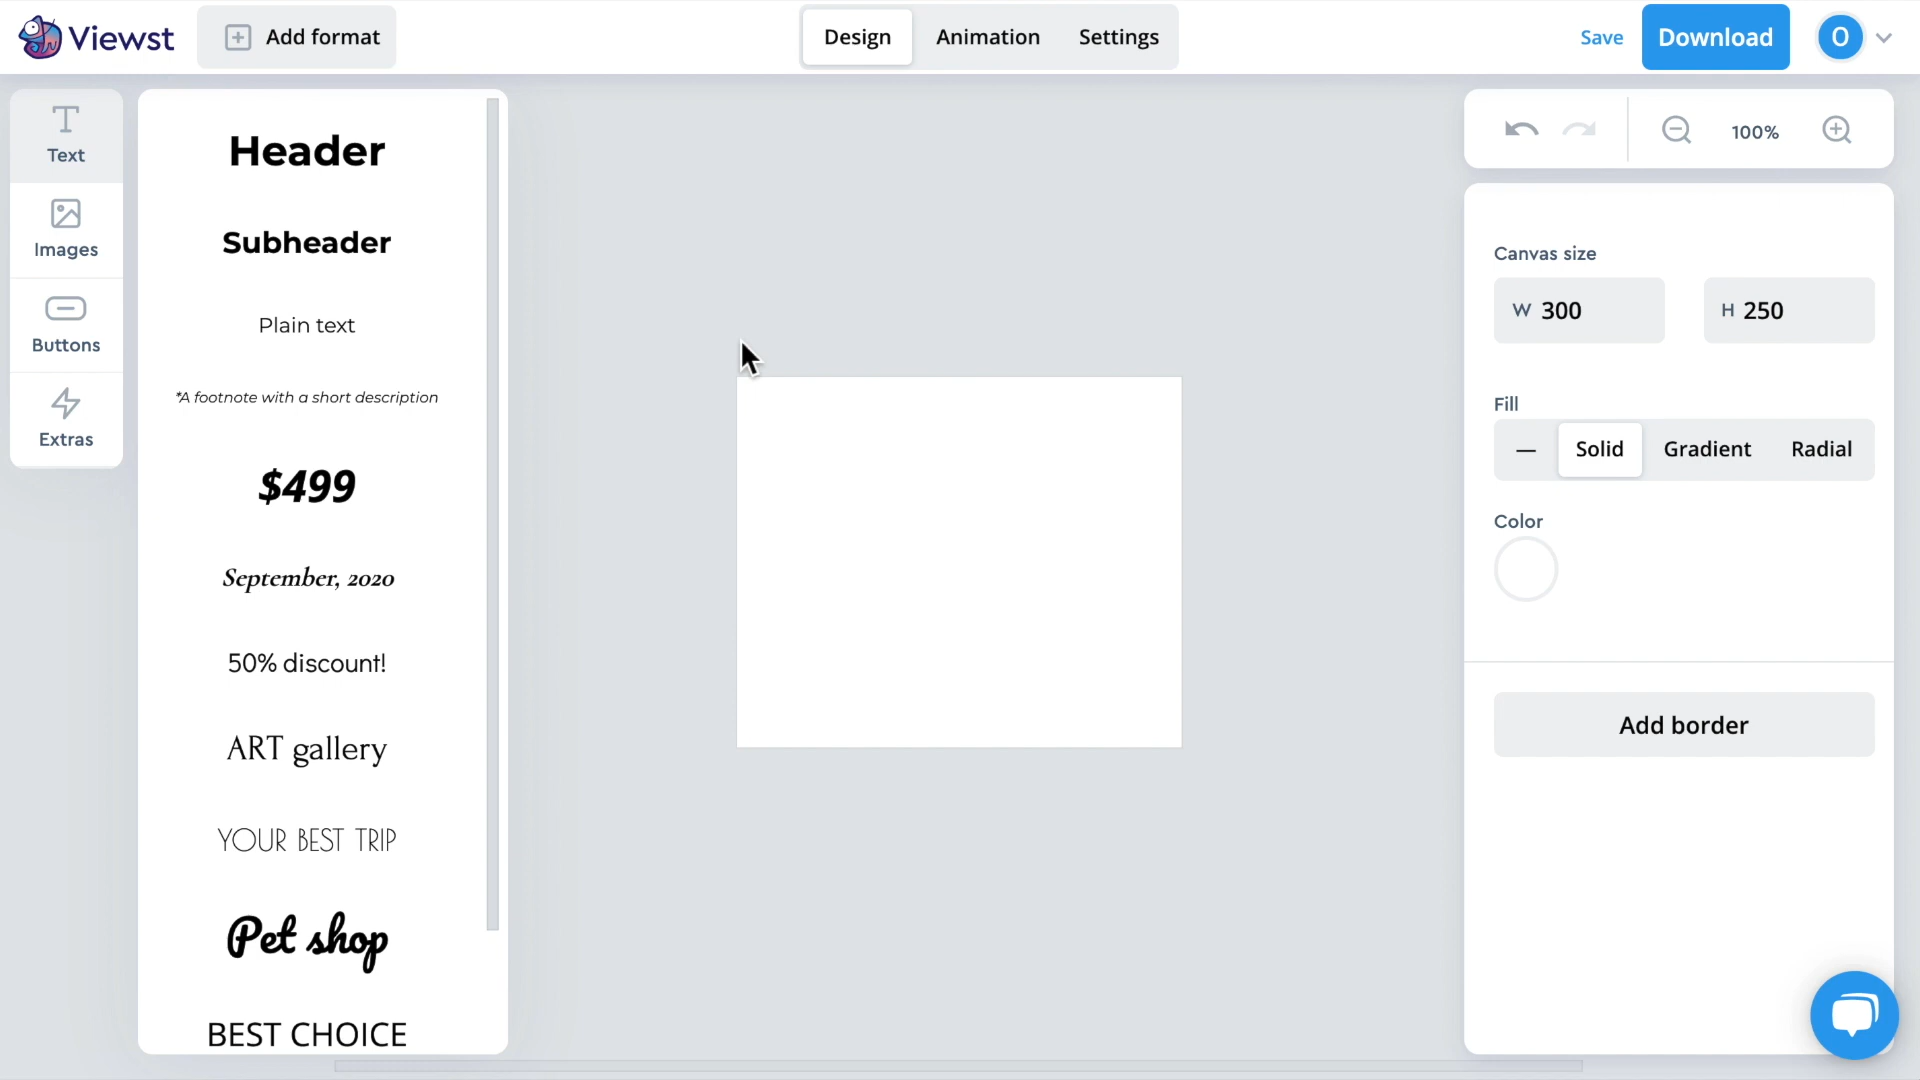 Viewst
Add format
Design
Animation
Settings
Save
Download
O
Text
Images
Buttons
Extras
Header
Subheader
Plain text
*A footnote with a short description
$499
September, 2020
50% discount!
ART gallery
YOUR BEST TRIP
Pet shop
BEST CHOICE
100%
Canvas size
W 300
H 250
Fill
—
Solid
Gradient
Radial
Color
Add border